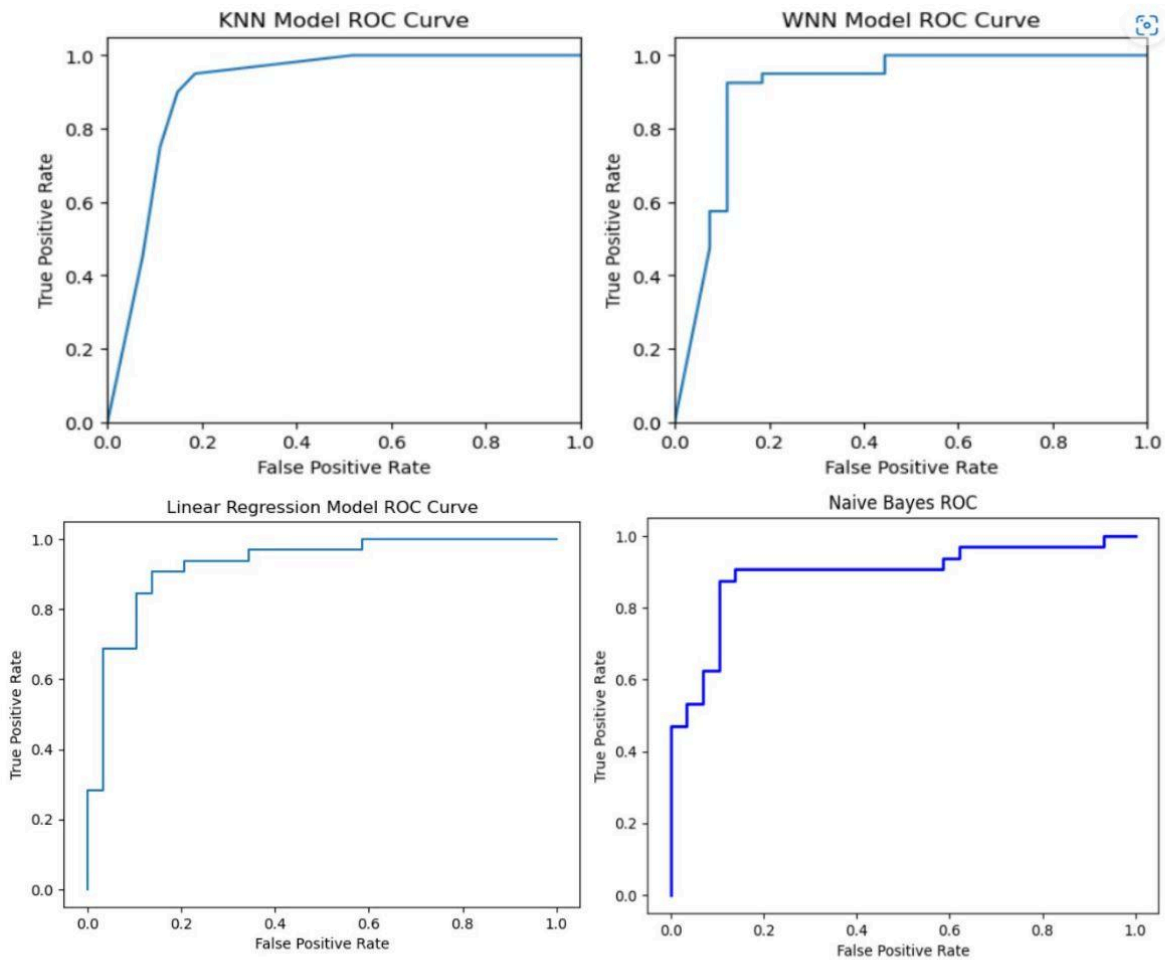 KNN Model ROC Curve
1.0
0.8
0.6
0.4
0.2
0.0
True Positive Rate
0.0 0.2 0.4 0.6 0.8 1.0
False Positive Rate
WNN Model ROC Curve
1.0
0.8
0.6
0.4
0.2
0.0
True Positive Rate
0.0 0.2 0.4 0.6 0.8 1.0
False Positive Rate
Linear Regression Model ROC Curve
1.0
0.8
0.6
0.4
0.2
0.0
True Positive Rate
0.0 0.2 0.4 0.6 0.8 1.0
False Positive Rate
Naive Bayes ROC
1.0
0.8
0.6
0.4
0.2
0.0
True Positive Rate
0.0 0.2 0.4 0.6 0.8 1.0
False Positive Rate